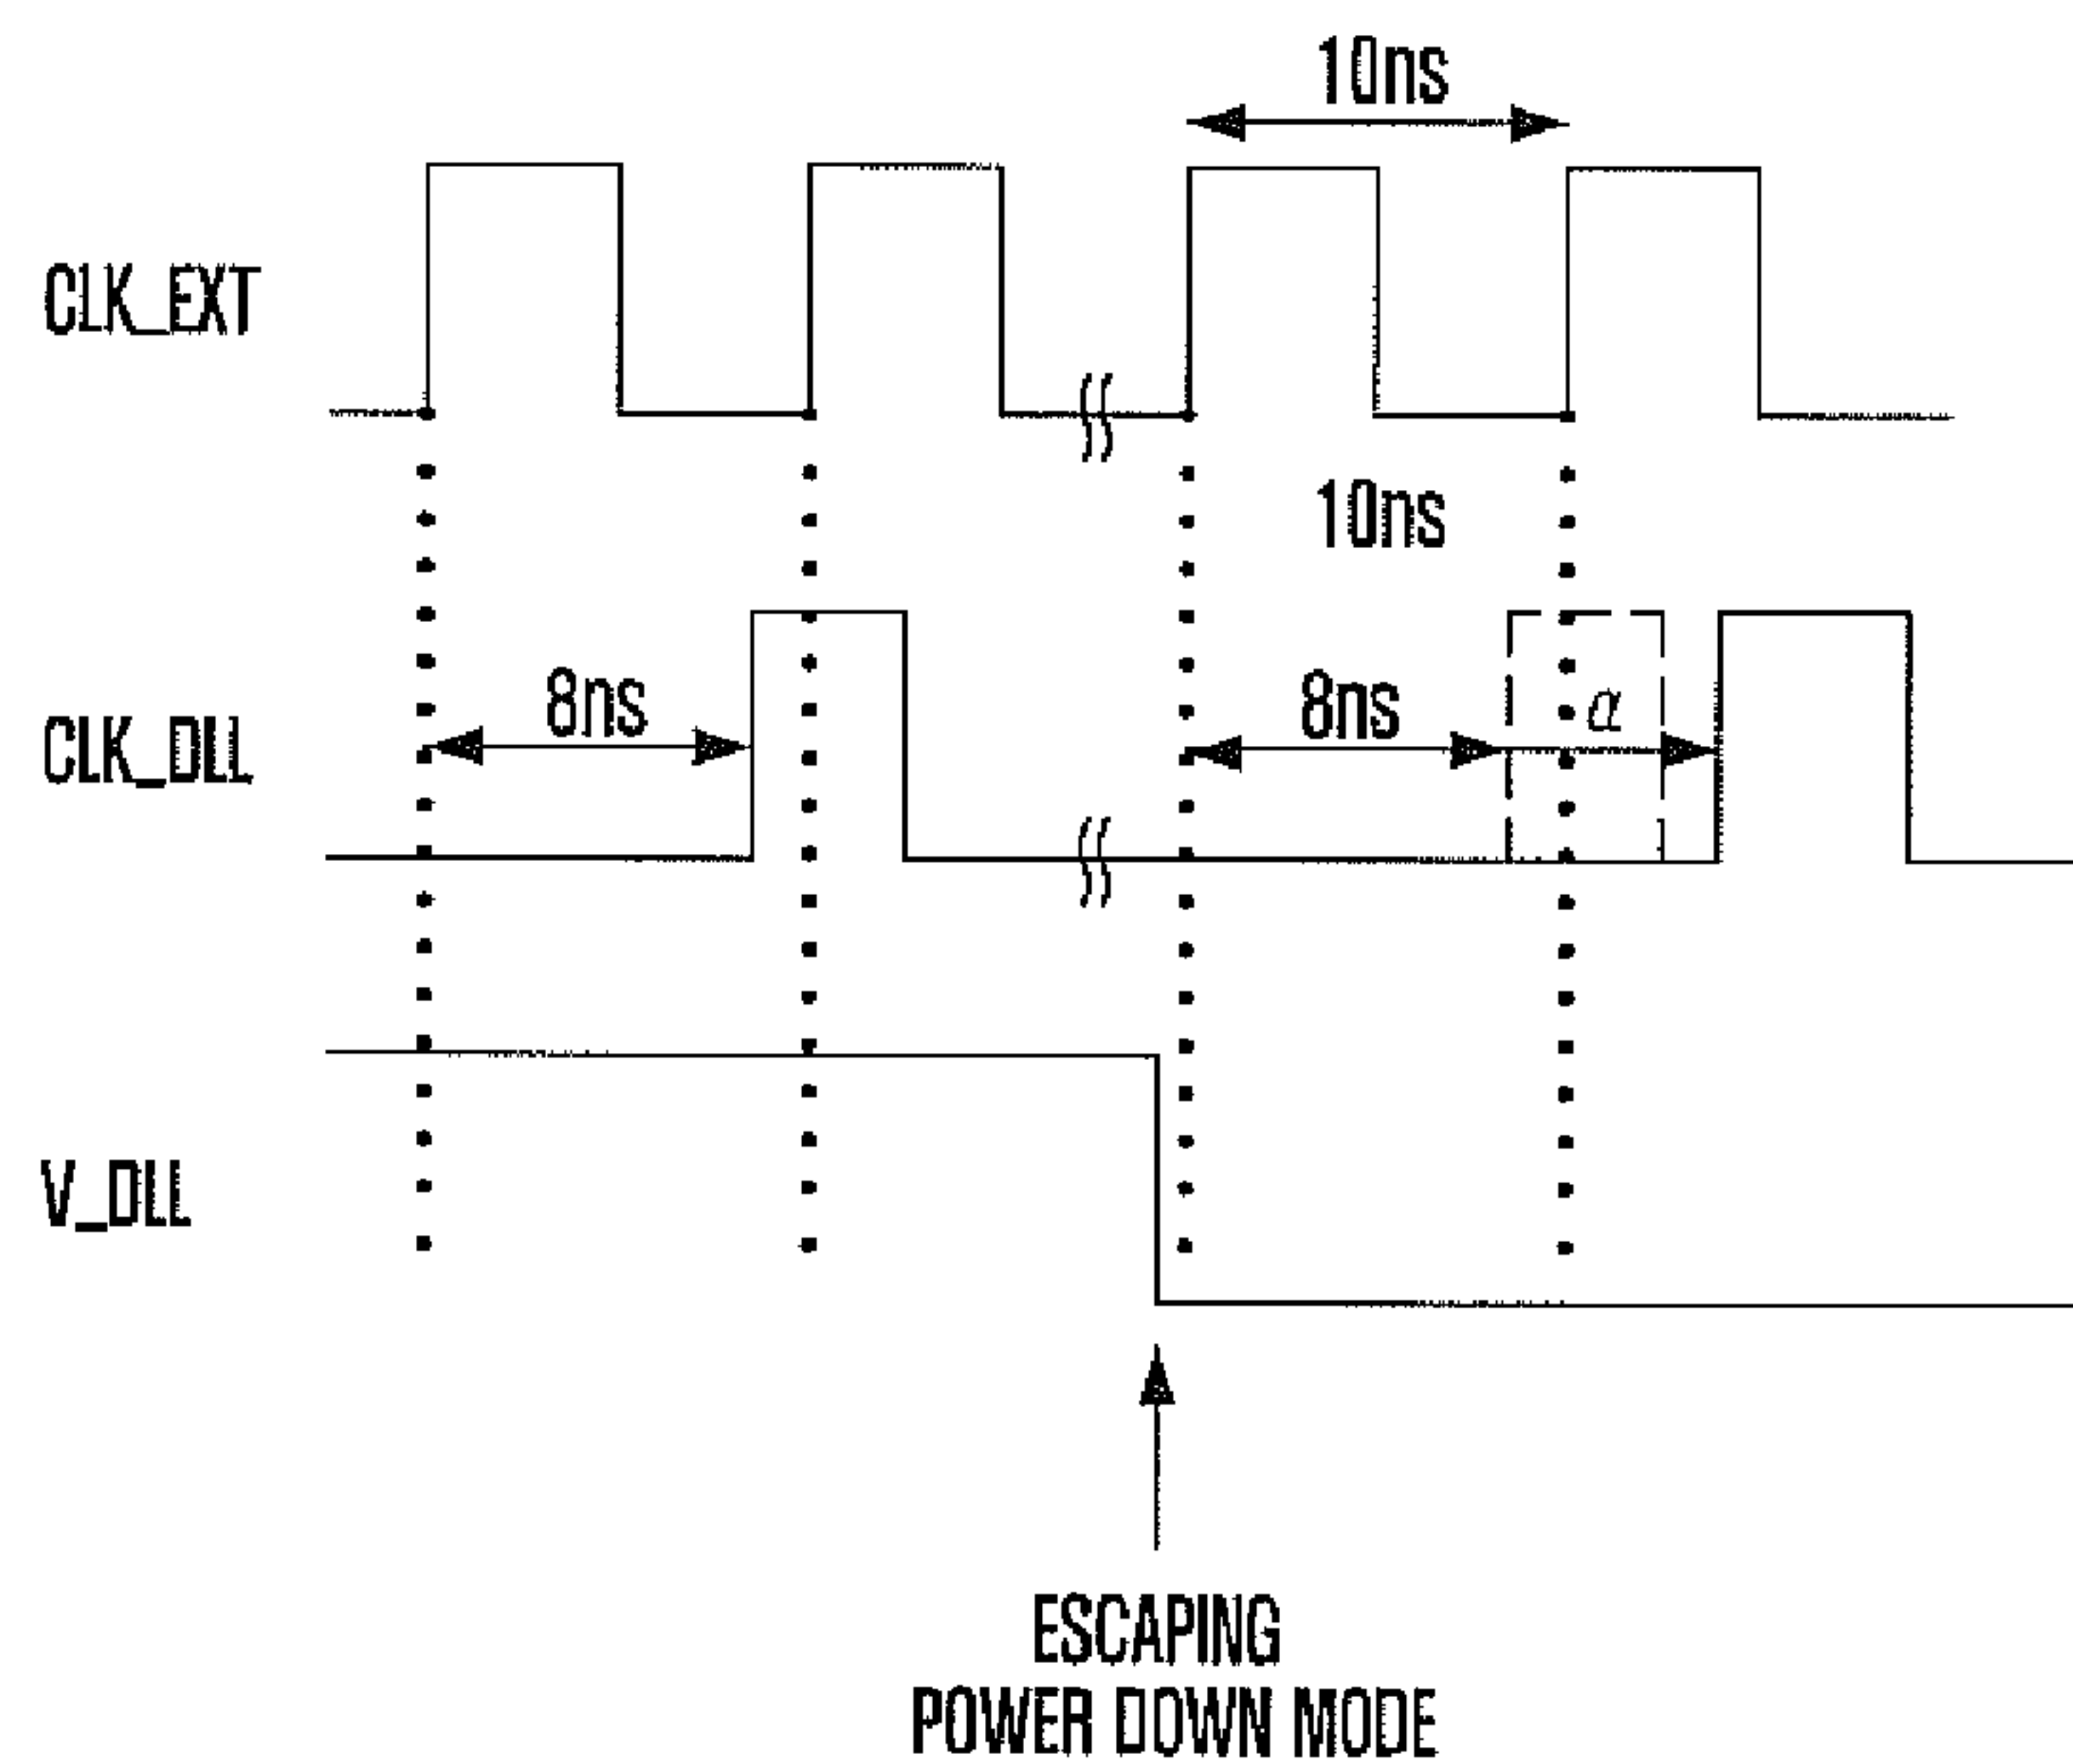 10ns
CLK_EXT
10ns
8ns
8ns
α
CLK_DLL
V_DLL
ESCAPING
POWER DOWN MODE